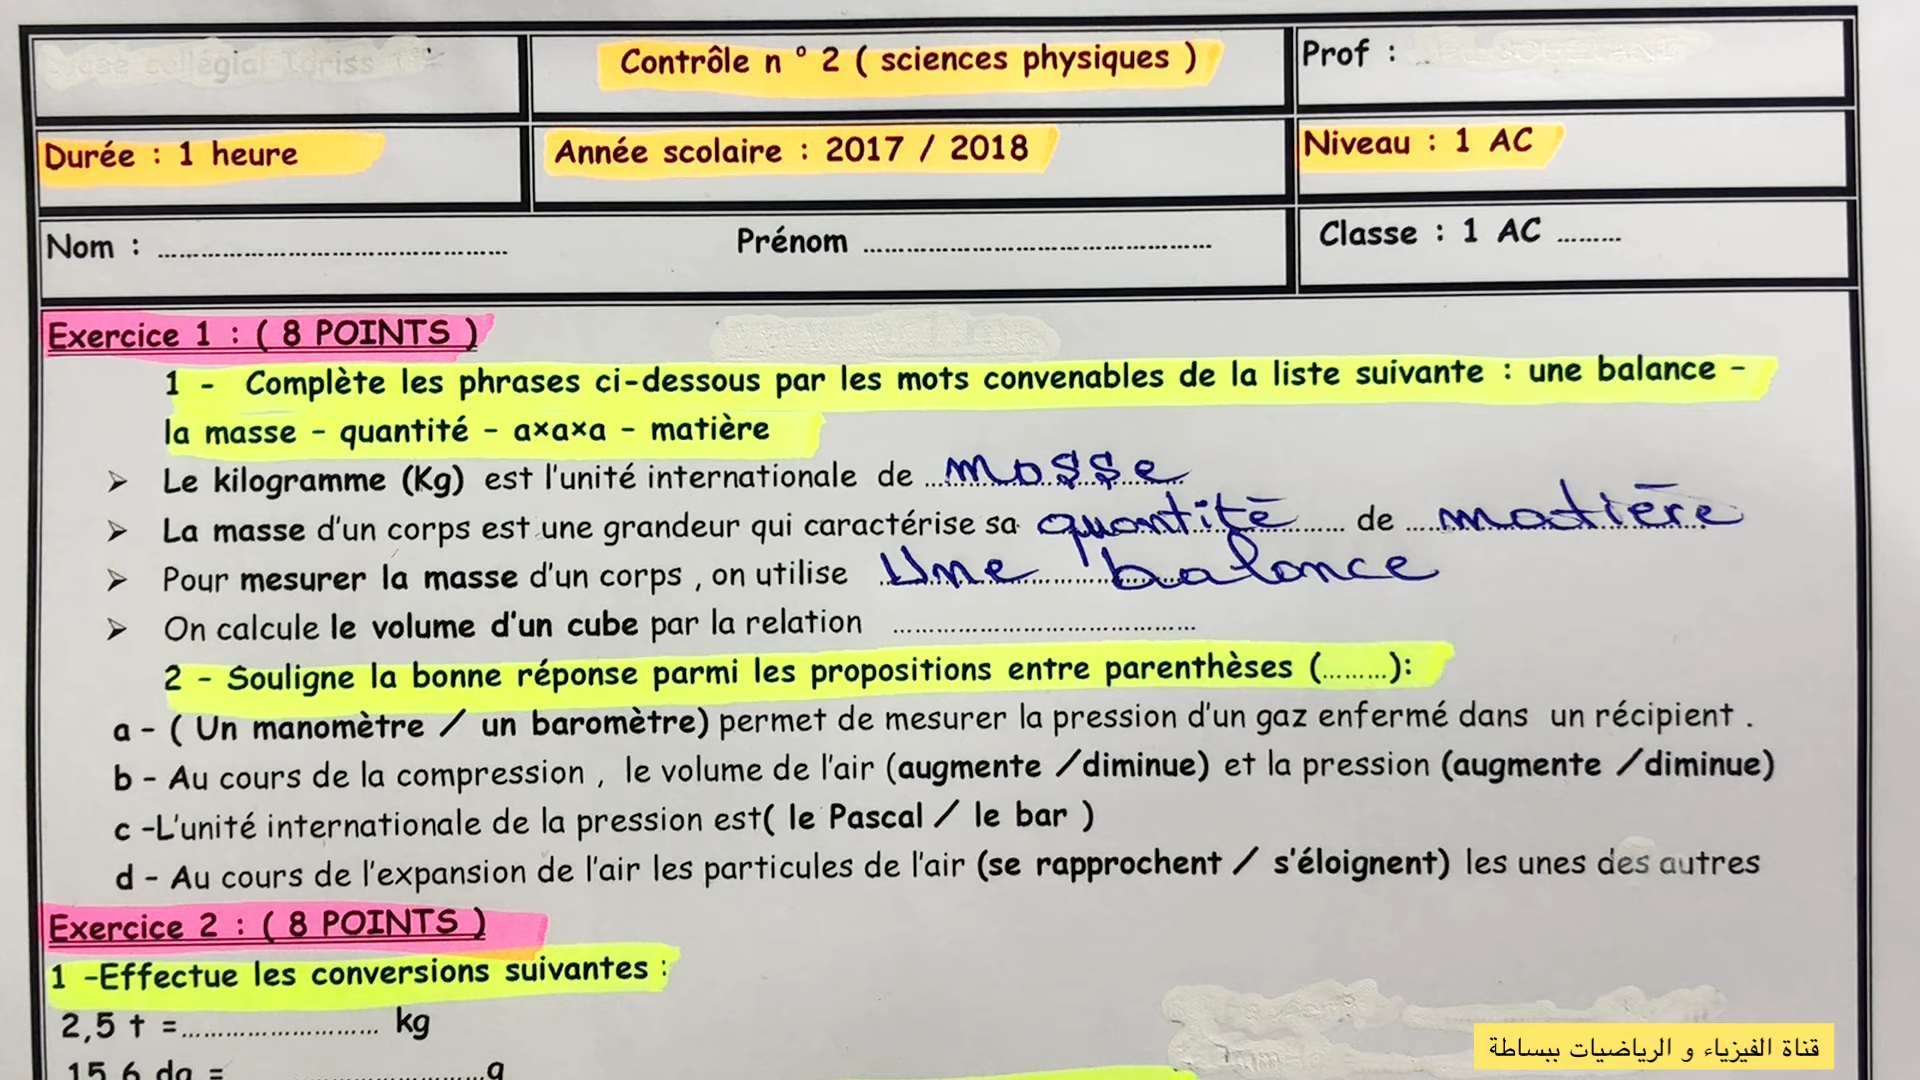 Contrôle n ° 2 ( sciences physiques )
Prof :
Durée : 1 heure
Année scolaire : 2017 / 2018
Niveau : 1 AC
Nom : ................................................ Prénom ................................................
Classe : 1 AC .........
Exercice 1 : ( 8 POINTS )
1 - Complète les phrases ci-dessous par les mots convenables de la liste suivante : une balance -
la masse - quantité - a×a×a - matière
➢ Le kilogramme (Kg) est l'unité internationale de masse
➢ La masse d'un corps est une grandeur qui caractérise sa quantité de matière
➢ Pour mesurer la masse d'un corps , on utilise Une balance
➢ On calcule le volume d'un cube par la relation ..........................................
2 - Souligne la bonne réponse parmi les propositions entre parenthèses (.........):
a - ( Un manomètre / un baromètre) permet de mesurer la pression d'un gaz enfermé dans un récipient .
b - Au cours de la compression , le volume de l'air (augmente /diminue) et la pression (augmente /diminue)
c -L'unité internationale de la pression est( le Pascal / le bar )
d - Au cours de l'expansion de l'air les particules de l'air (se rapprochent / s'éloignent) les unes des autres
Exercice 2 : ( 8 POINTS )
1 -Effectue les conversions suivantes :
2,5 t =........................... kg
15,6 dg = ...........................g
قناة الفيزياء و الرياضيات ببساطة